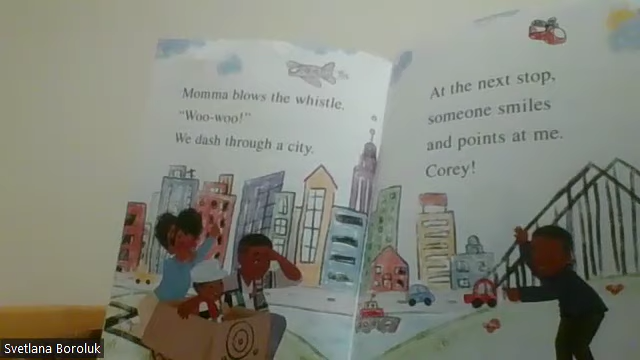 Momma blows the whistle.
"Woo-woo!"
We dash through a city.
At the next stop,
someone smiles
and points at me.
Corey!
Svetlana Boroluk